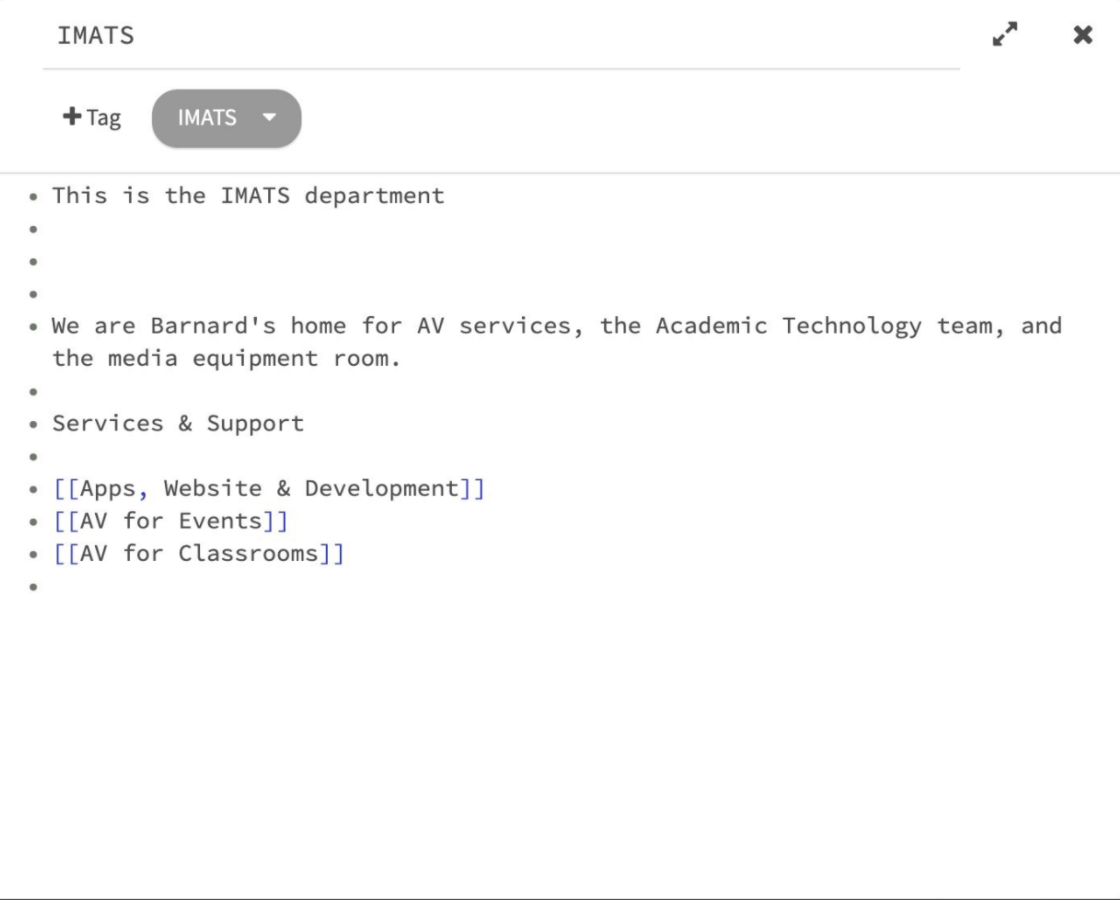 IMATS
+Tag IMATS
This is the IMATS department
We are Barnard's home for AV services, the Academic Technology team, and
the media equipment room.
Services & Support
[[Apps, Website & Development]]
[[AV for Events]]
[[AV for Classrooms]]